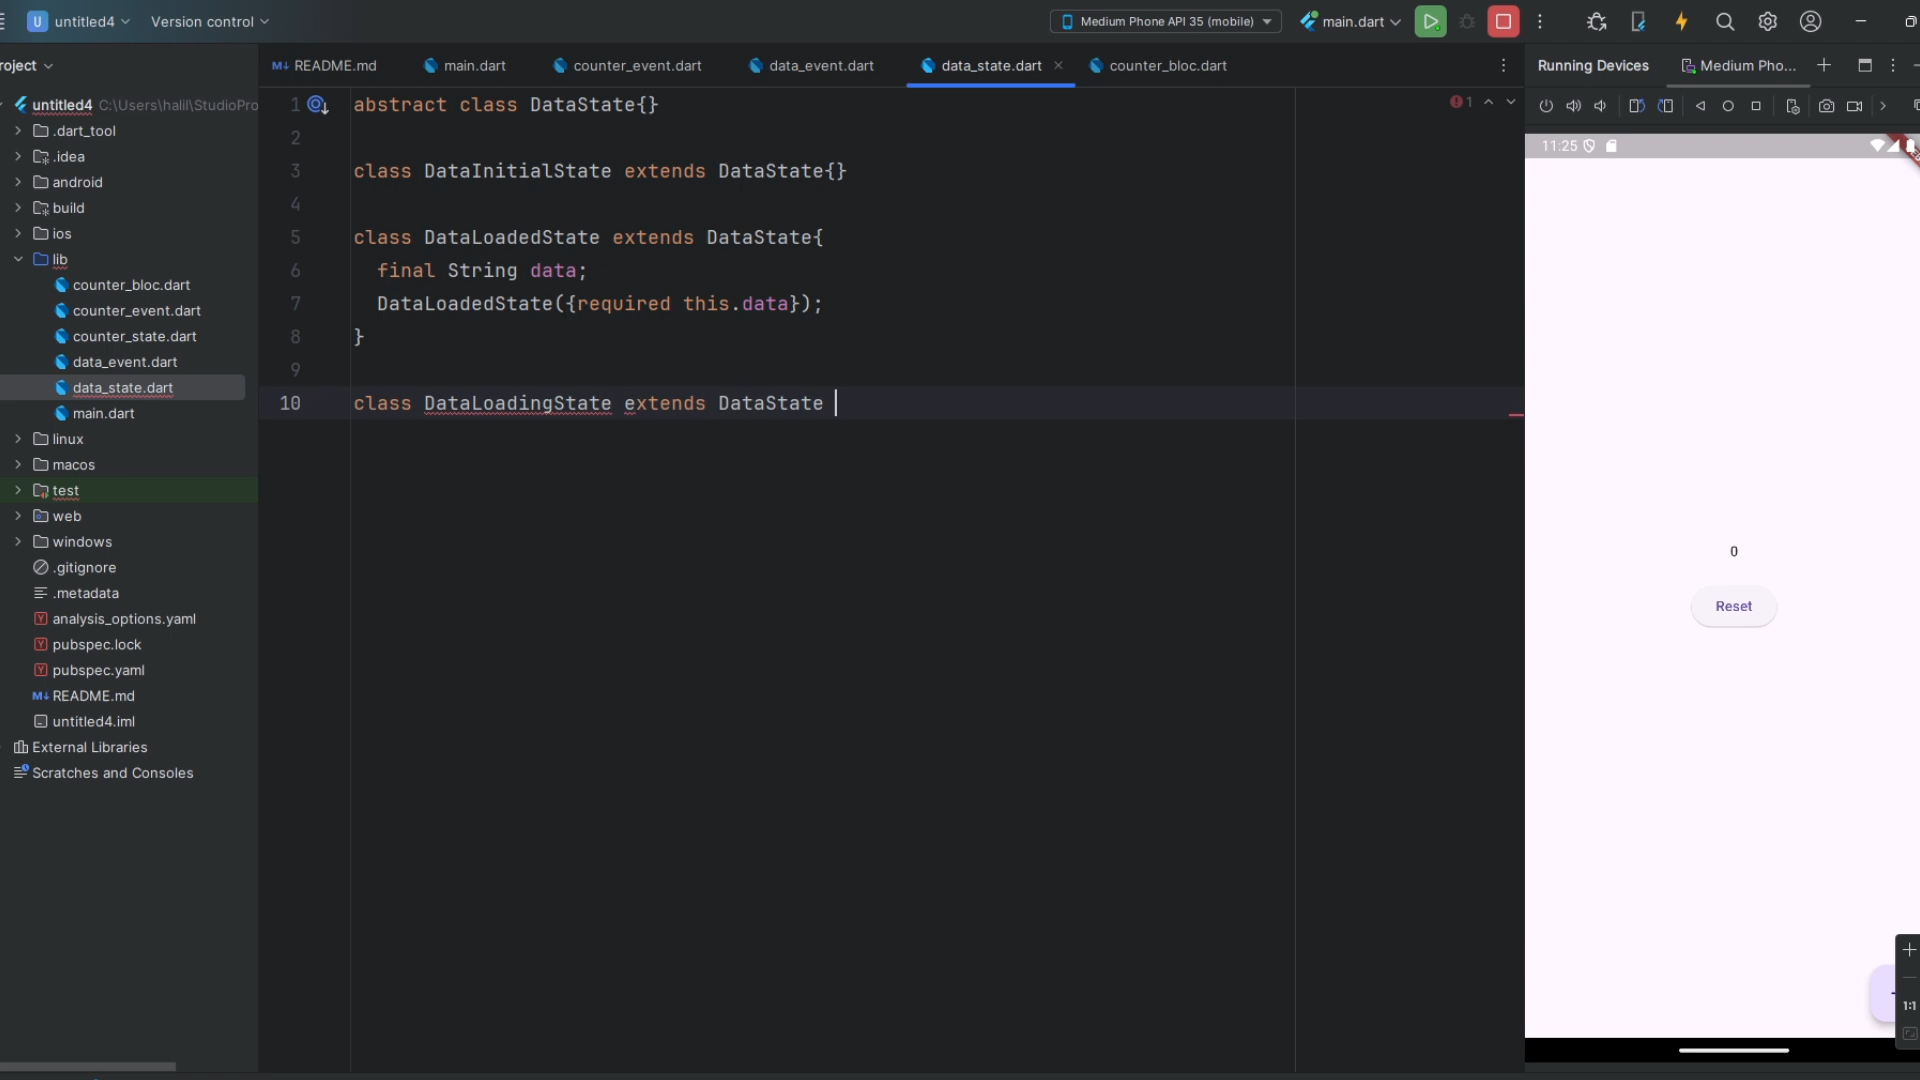 U untitled4
Version control
Medium Phone API 35 (mobile)
main.dart
roject
README.md
main.dart
counter_event.dart
data_event.dart
data_state.dart
counter_bloc.dart
Running Devices
Medium Pho...
untitled4 C:\Users\halil\StudioPro
.dart_tool
.idea
android
build
ios
lib
counter_bloc.dart
counter_event.dart
counter_state.dart
data_event.dart
data_state.dart
main.dart
linux
macos
test
web
windows
.gitignore
.metadata
analysis_options.yaml
pubspec.lock
pubspec.yaml
README.md
untitled4.iml
External Libraries
Scratches and Consoles
1 abstract class DataState{}
2
3 class DataInitialState extends DataState{}
4
5 class DataLoadedState extends DataState{
6 final String data;
7 DataLoadedState({required this.data});
8 }
9
10 class DataLoadingState extends DataState
1
11:25
0
Reset
1:1